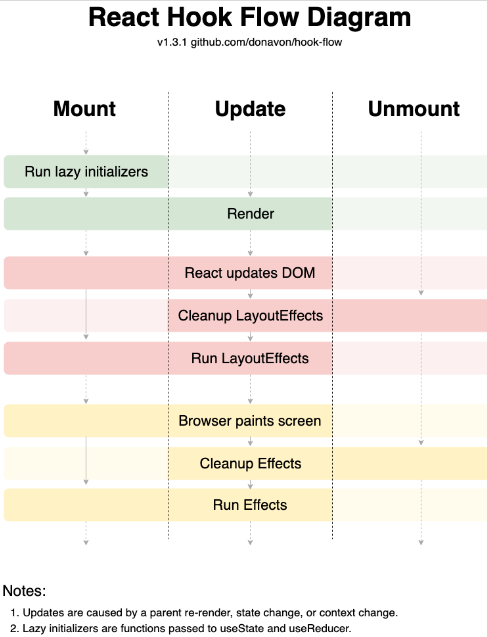 React Hook Flow Diagram
v1.3.1 github.com/donavon/hook-flow
Mount Update Unmount
Run lazy initializers
Render
React updates DOM
Cleanup LayoutEffects
Run LayoutEffects
Browser paints screen
Cleanup Effects
Run Effects
Notes:
1. Updates are caused by a parent re-render, state change, or context change.
2. Lazy initializers are functions passed to useState and useReducer.